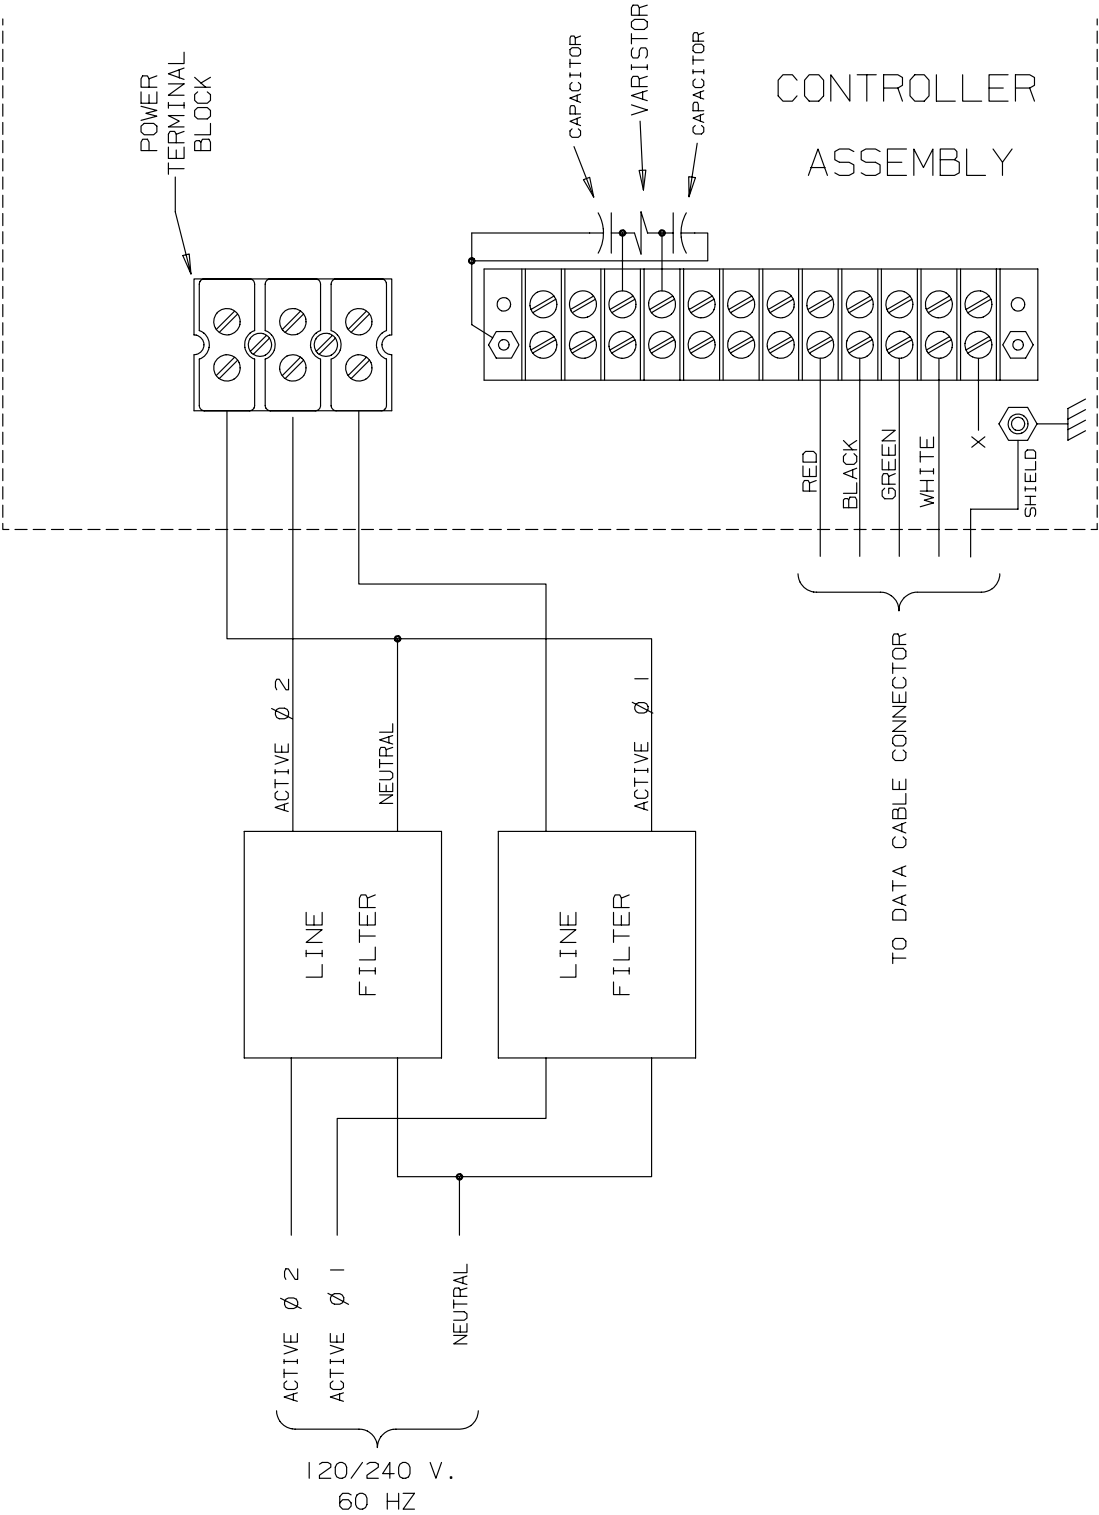 CONTROLLER
ASSEMBLY
POWER
TERMINAL
BLOCK
CAPACITOR
VARISTOR
CAPACITOR
RED
BLACK
GREEN
WHITE
X
SHIELD
TO DATA CABLE CONNECTOR
ACTIVE Ø 2
NEUTRAL
ACTIVE Ø 1
LINE
FILTER
LINE
FILTER
ACTIVE Ø 2
ACTIVE Ø 1
NEUTRAL
120/240 V.
60 HZ